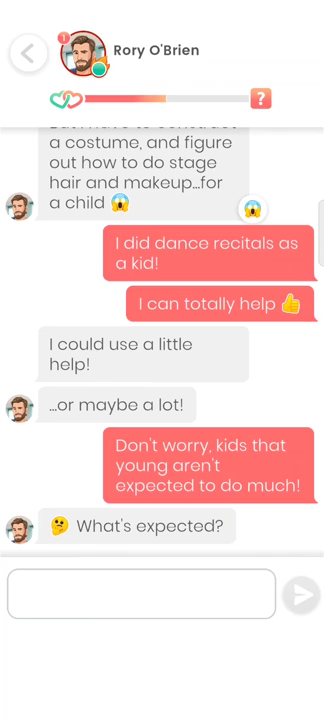 1
Rory O'Brien
?
a costume, and figure
out how to do stage
hair and makeup...for
a child 😱
😱
I did dance recitals as
a kid!
I can totally help 👍
I could use a little
help!
...or maybe a lot!
Don't worry, kids that
young aren't
expected to do much!
🤔 What's expected?